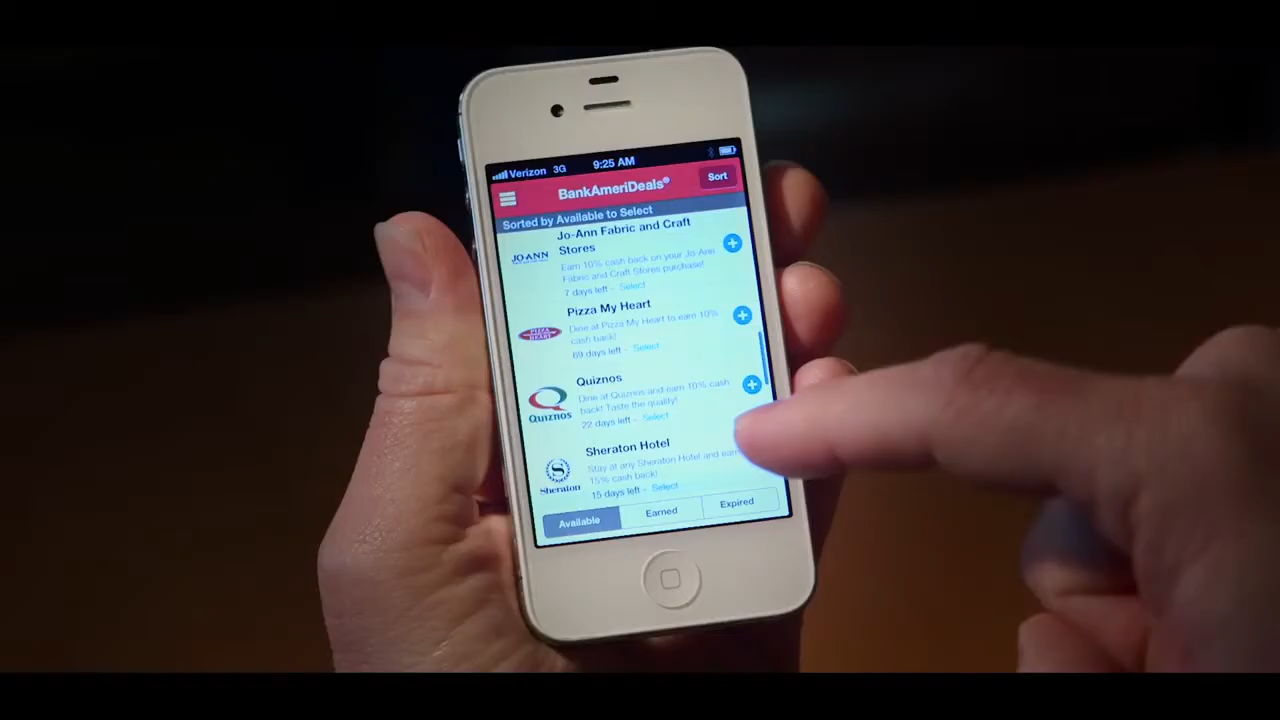 Verizon 3G 9:25 AM
BankAmeriDeals® Sort
Sorted by Available to Select
JO-ANN
Jo-Ann Fabric and Craft
Stores
Earn 10% cash back on your Jo-Ann
Fabric and Craft Stores purchase!
7 days left - Select
PIZZA
HEART
Pizza My Heart
Dine at Pizza My Heart to earn 10%
cash back!
69 days left - Select
Quiznos
Quiznos
Dine at Quiznos and earn 10% cash
back! Taste the quality!
22 days left - Select
S
Sheraton
Sheraton Hotel
Stay at any Sheraton Hotel and earn
15% cash back!
15 days left - Select
Available Earned Expired